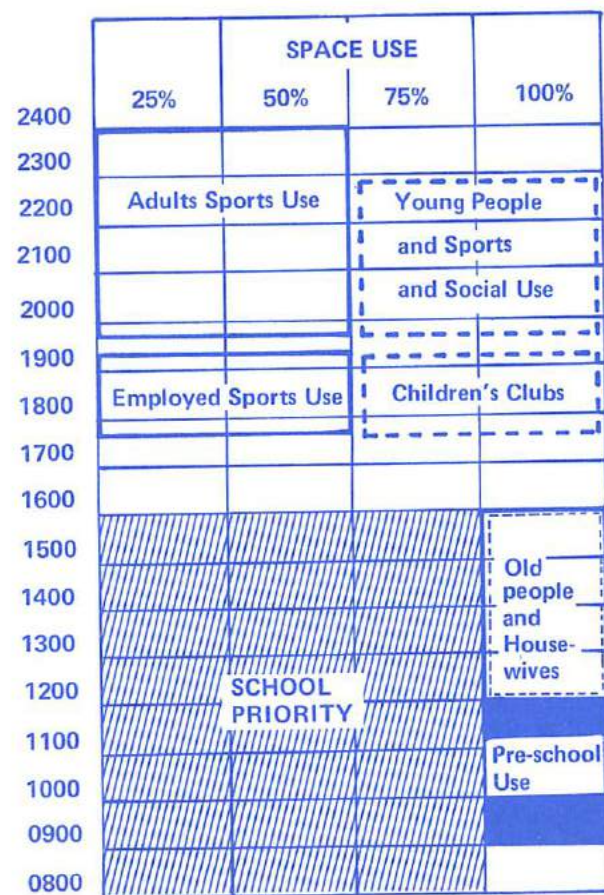 SPACE USE
25% 50% 75% 100%
2400
2300
2200
2100
2000
1900
1800
1700
1600
1500
1400
1300
1200
1100
1000
0900
0800
Adults Sports Use
Young People
and Sports
and Social Use
Employed Sports Use
Children's Clubs
Old
people
and
House-
wives
SCHOOL
PRIORITY
Pre-school
Use